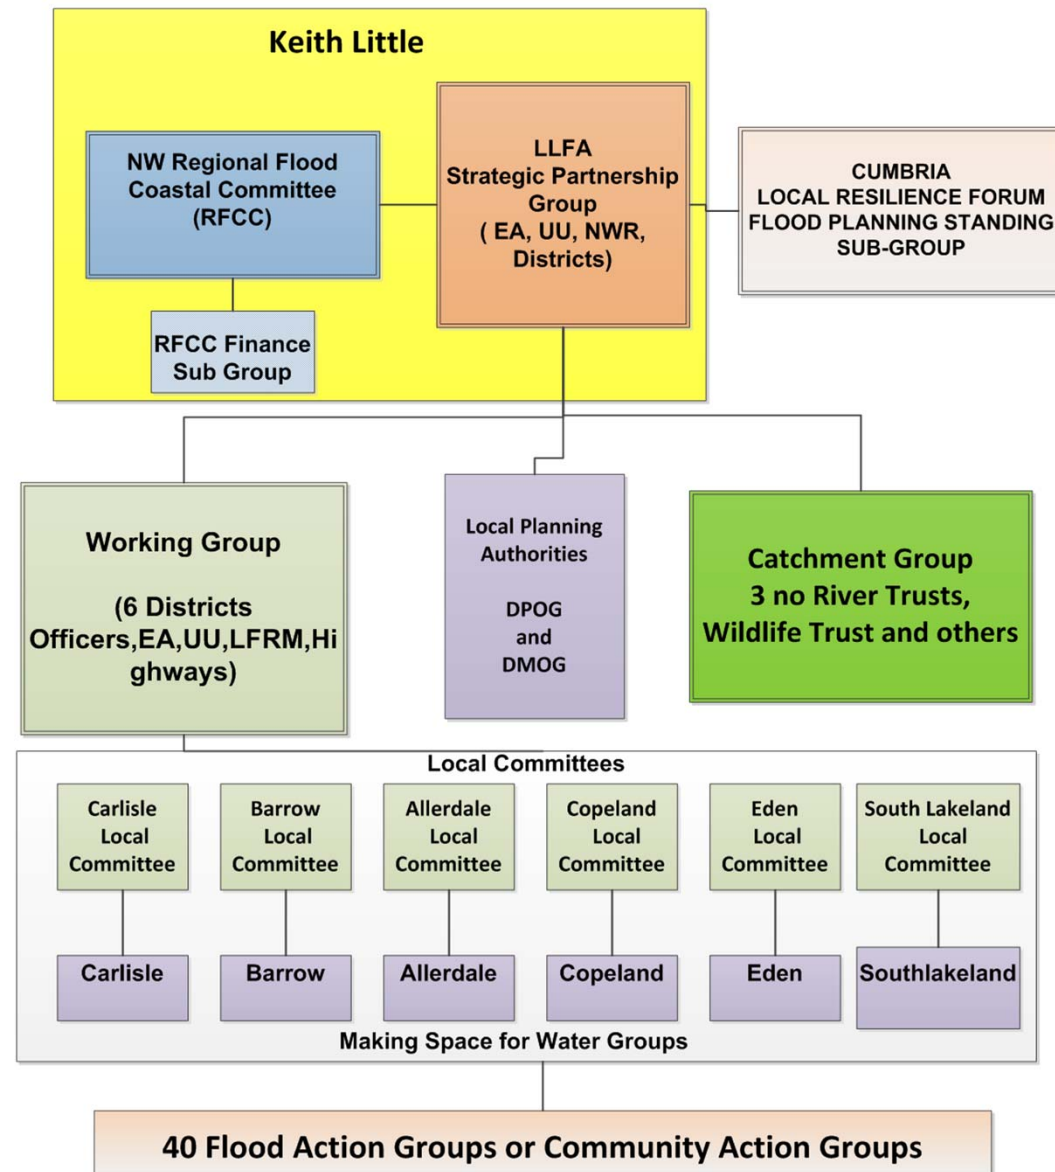 Keith Little
NW Regional Flood
Coastal Committee
(RFCC)
LLFA
Strategic Partnership
Group
( EA, UU, NWR,
Districts)
CUMBRIA
LOCAL RESILIENCE FORUM
FLOOD PLANNING STANDING
SUB-GROUP
RFCC Finance
Sub Group
Working Group
(6 Districts
Officers,EA,UU,LFRM,Hi
ghways)
Local Planning
Authorities
DPOG
and
DMOG
Catchment Group
3 no River Trusts,
Wildlife Trust and others
Local Committees
Carlisle
Local
Committee
Barrow
Local
Committee
Allerdale
Local
Committee
Copeland
Local
Committee
Eden
Local
Committee
South Lakeland
Local
Committee
Carlisle
Barrow
Allerdale
Copeland
Eden
Southlakeland
Making Space for Water Groups
40 Flood Action Groups or Community Action Groups